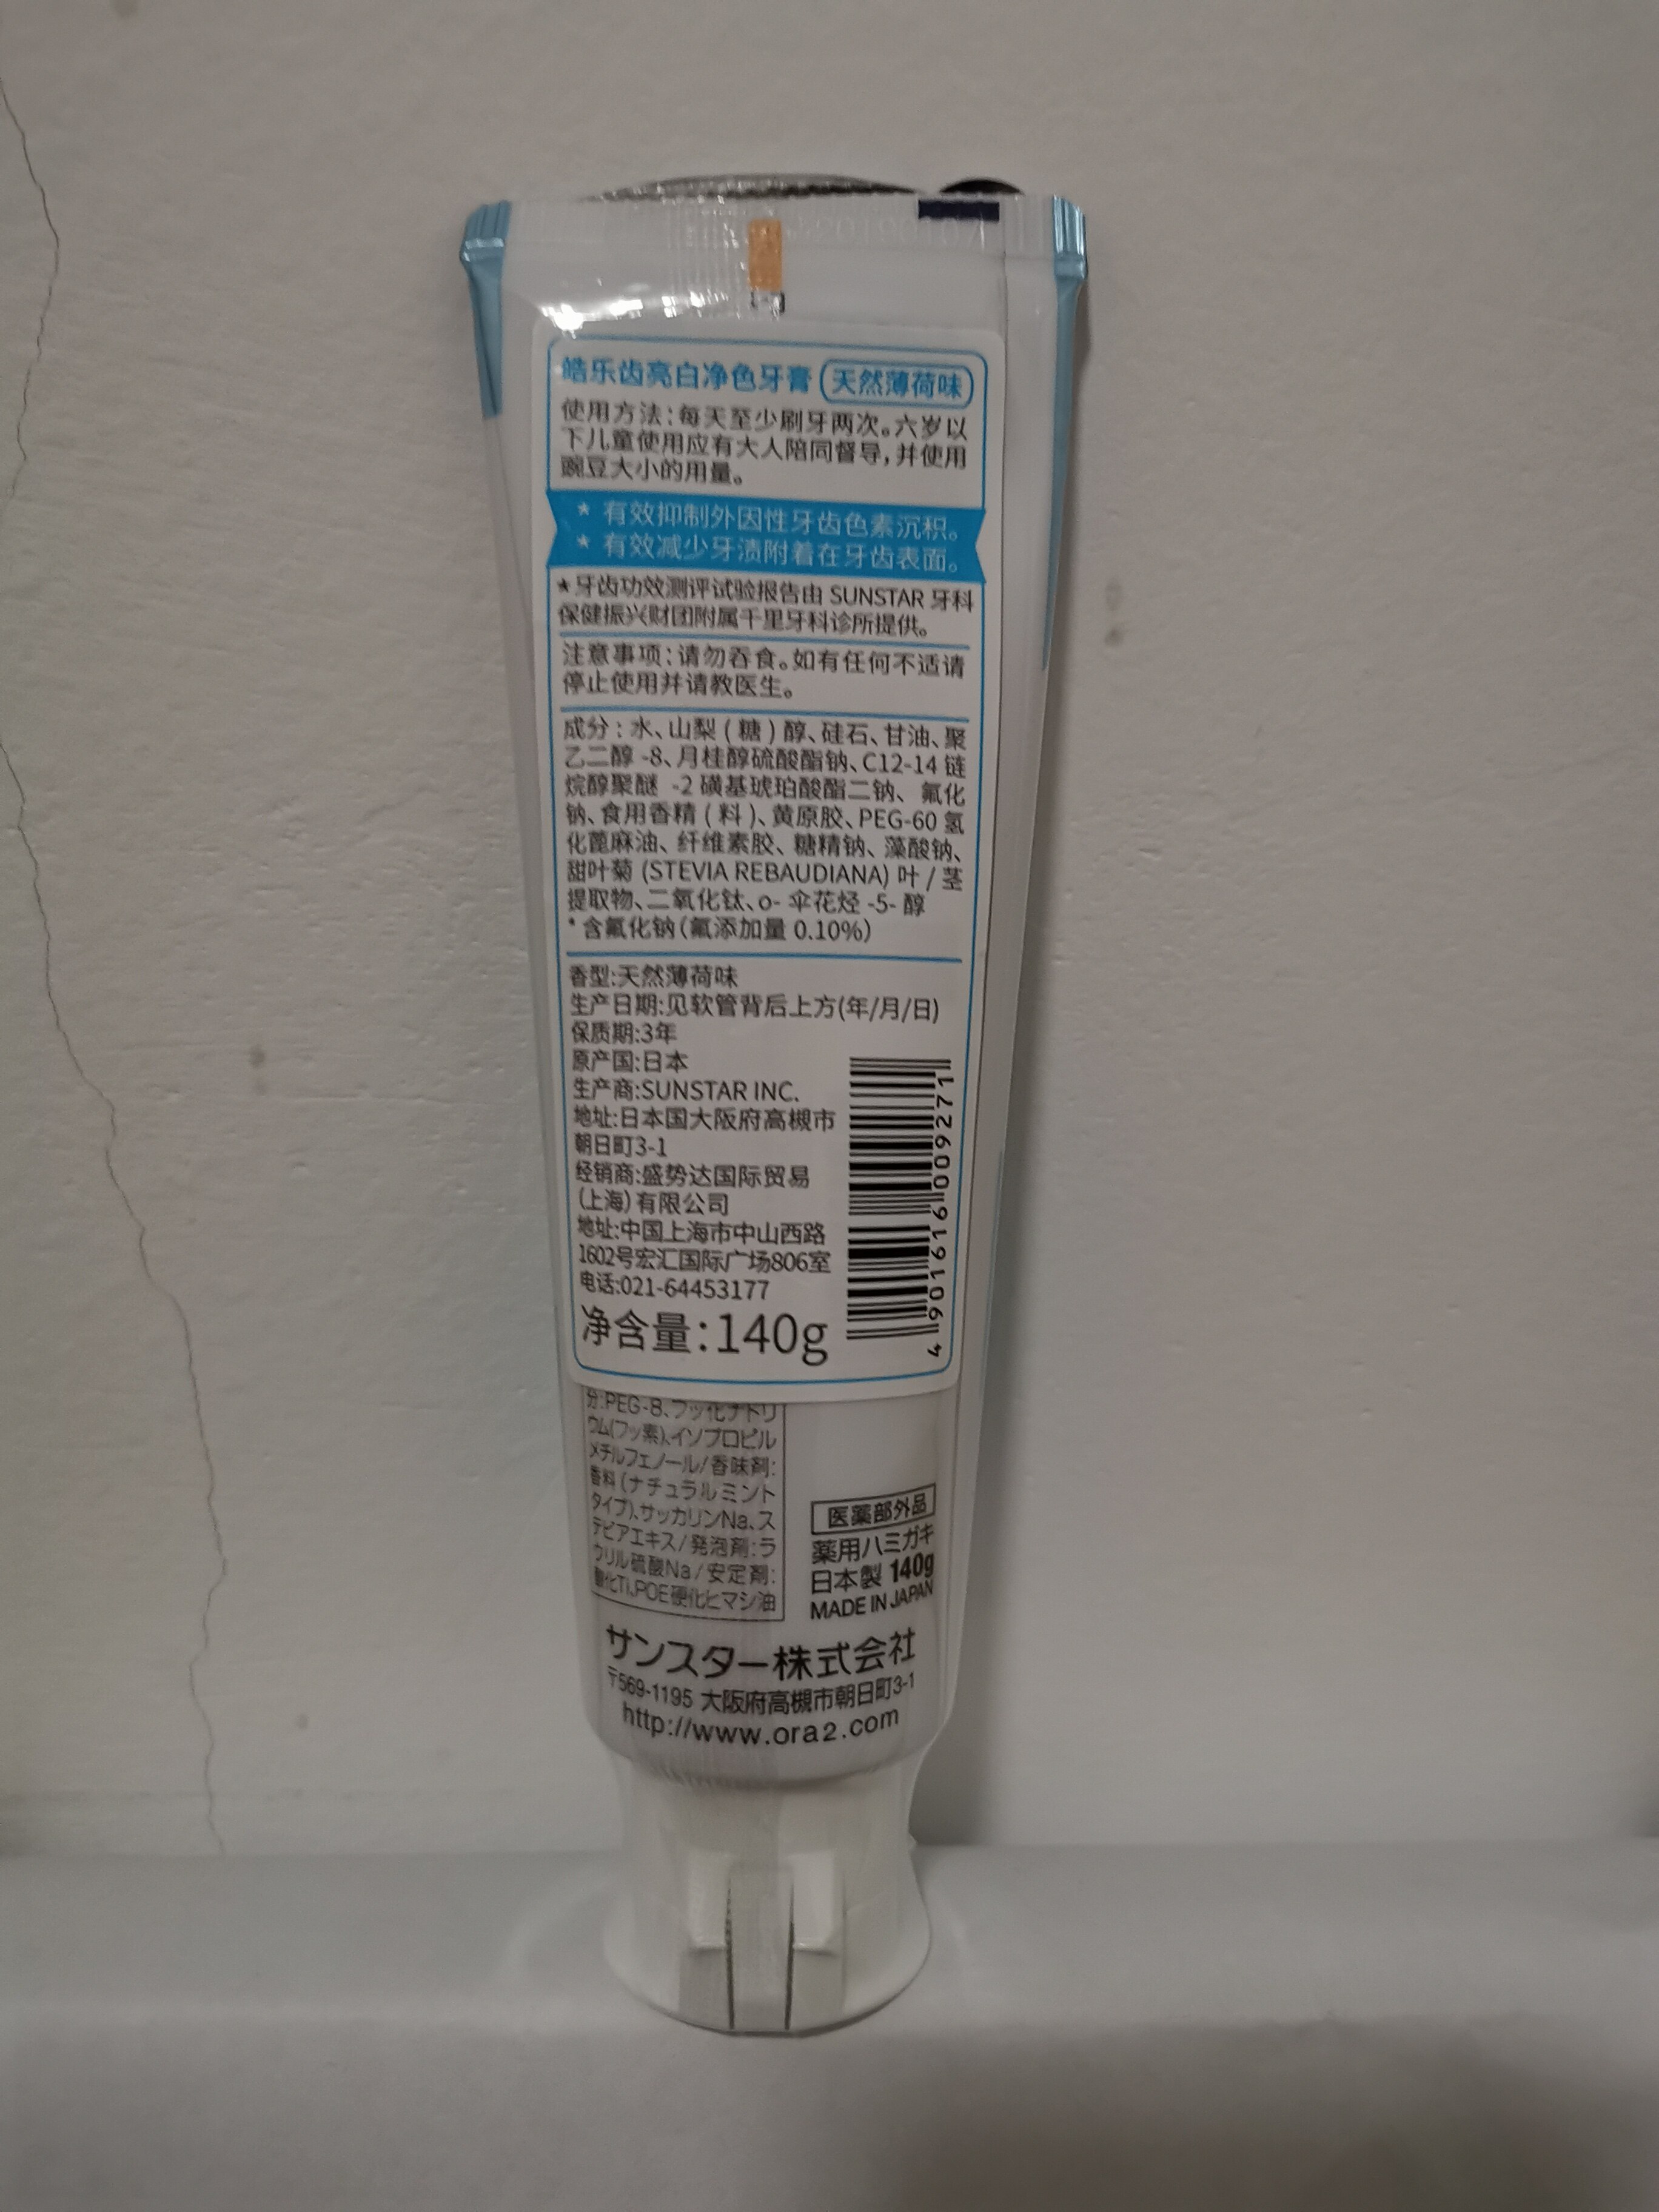 皓乐齿亮白净色牙膏 天然薄荷味
使用方法:每天至少刷牙两次。六岁以
下儿童使用应有大人陪同督导,并使用
豌豆大小的用量。
* 有效抑制外因性牙齿色素沉积。
* 有效减少牙渍附着在牙齿表面。
*牙齿功效测评试验报告由 SUNSTAR 牙科
保健振兴财团附属千里牙科诊所提供。
注意事项:请勿吞食。如有任何不适请
停止使用并请教医生。
成分:水、山梨(糖)醇、硅石、甘油、聚
乙二醇 -8、月桂醇硫酸酯钠、C12-14 链
烷醇聚醚 -2 磺基琥珀酸酯二钠、氟化
钠、食用香精(料)、黄原胶、PEG-60 氢
化蓖麻油、纤维素胶、糖精钠、藻酸钠、
甜叶菊 (STEVIA REBAUDIANA) 叶 / 茎
提取物、二氧化钛、o- 伞花烃 -5- 醇
*含氟化钠(氟添加量 0.10%)
香型:天然薄荷味
生产日期:见软管背后上方(年/月/日)
保质期:3年
原产国:日本
生产商:SUNSTAR INC.
地址:日本国大阪府高槻市
朝日町3-1
经销商:盛势达国际贸易
(上海)有限公司
地址:中国上海市中山西路
1602号宏汇国际广场806室
电话:021-64453177
净含量:140g
4901616009271
分:PEG-8、フッ化ナトリ
ウム(フッ素)、イソプロピル
メチルフェノール/香味剤:
香料(ナチュラルミント
タイプ)、サッカリンNa、ス
テビアエキス/発泡剤:ラ
ウリル硫酸Na/安定剤:
酸化Ti、POE硬化ヒマシ油
医薬部外品
薬用ハミガキ
日本製 140g
MADE IN JAPAN
サンスター株式会社
〒569-1195 大阪府高槻市朝日町3-1
http://www.ora2.com